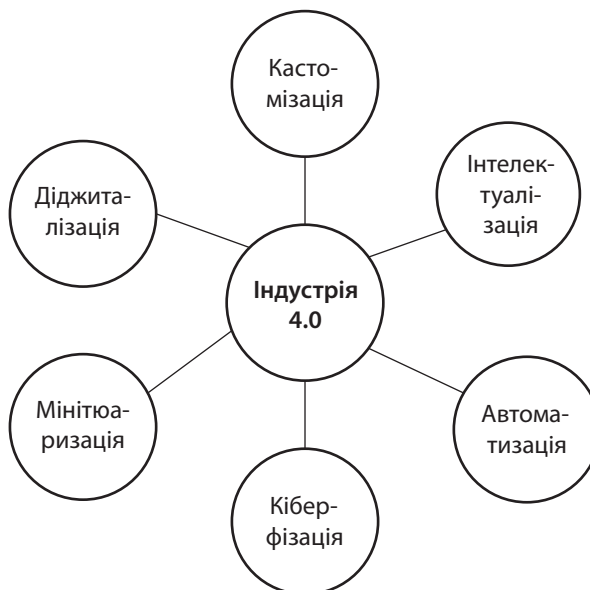 Касто-
мізація
Інтелек-
туалі-
зація
Діджита-
лізація
Індустрія
4.0
Мінітюа-
ризація
Автома-
тизація
Кібер-
фізація